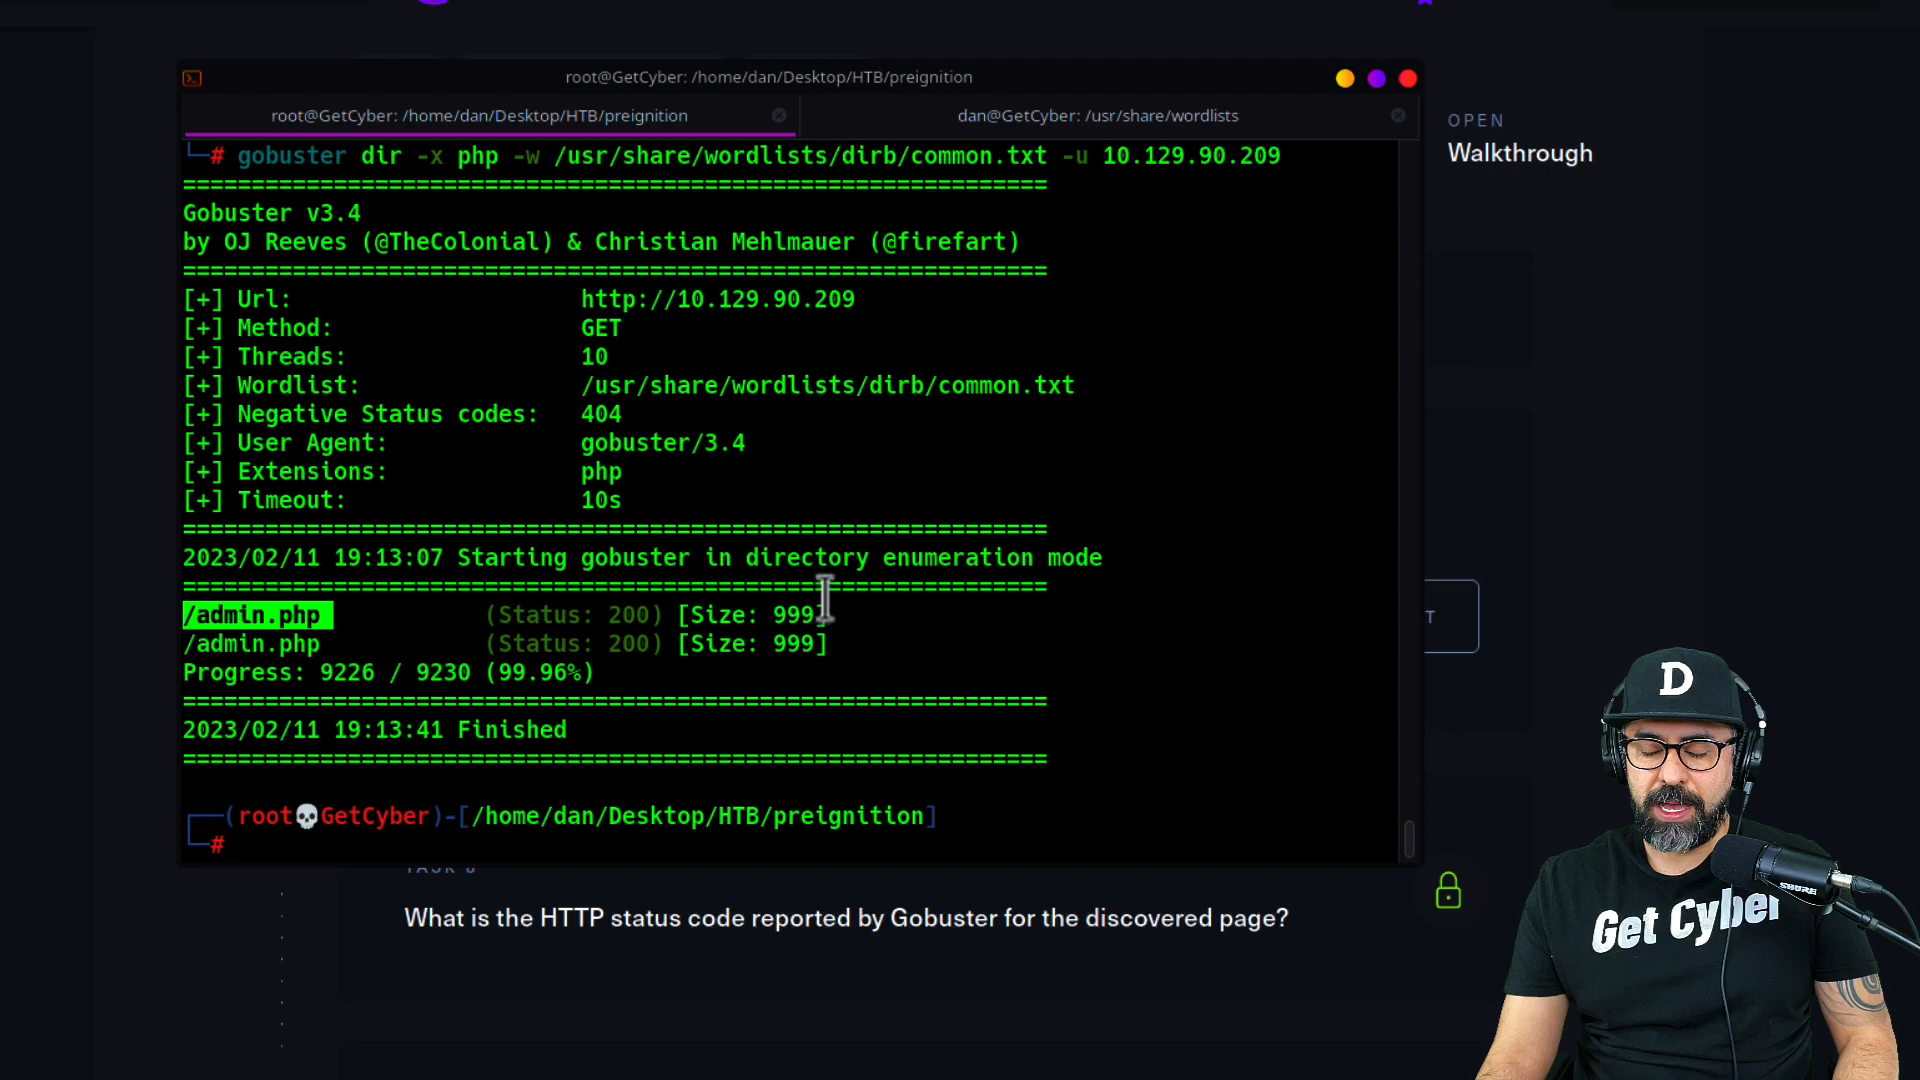 root@GetCyber: /home/dan/Desktop/HTB/preignition
root@GetCyber: /home/dan/Desktop/HTB/preignition
dan@GetCyber: /usr/share/wordlists
OPEN
Walkthrough
└─# gobuster dir -x php -w /usr/share/wordlists/dirb/common.txt -u 10.129.90.209
===============================================================
Gobuster v3.4
by OJ Reeves (@TheColonial) & Christian Mehlmauer (@firefart)
===============================================================
[+] Url: http://10.129.90.209
[+] Method: GET
[+] Threads: 10
[+] Wordlist: /usr/share/wordlists/dirb/common.txt
[+] Negative Status codes: 404
[+] User Agent: gobuster/3.4
[+] Extensions: php
[+] Timeout: 10s
===============================================================
2023/02/11 19:13:07 Starting gobuster in directory enumeration mode
===============================================================
/admin.php (Status: 200) [Size: 999]
/admin.php (Status: 200) [Size: 999]
Progress: 9226 / 9230 (99.96%)
===============================================================
2023/02/11 19:13:41 Finished
===============================================================
┌──(root💀GetCyber)-[/home/dan/Desktop/HTB/preignition]
└─#
T
What is the HTTP status code reported by Gobuster for the discovered page?
D
SHURE
Get Cyber